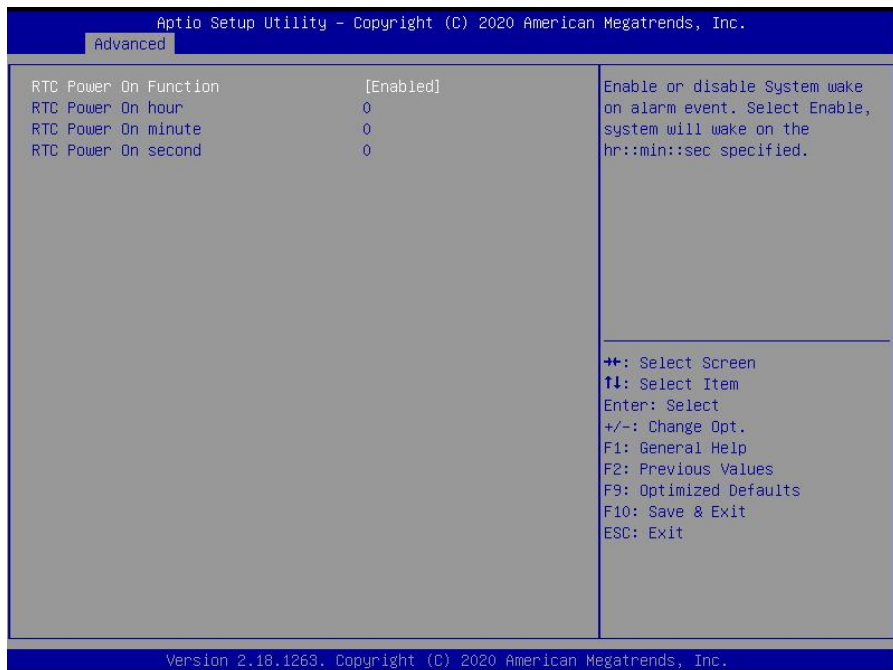 Aptio Setup Utility – Copyright (C) 2020 American Megatrends, Inc.
Advanced
RTC Power On Function [Enabled]
RTC Power On hour 0
RTC Power On minute 0
RTC Power On second 0
Enable or disable System wake
on alarm event. Select Enable,
system will wake on the
hr::min::sec specified.
→←: Select Screen
↑↓: Select Item
Enter: Select
+/-: Change Opt.
F1: General Help
F2: Previous Values
F9: Optimized Defaults
F10: Save & Exit
ESC: Exit
Version 2.18.1263. Copyright (C) 2020 American Megatrends, Inc.